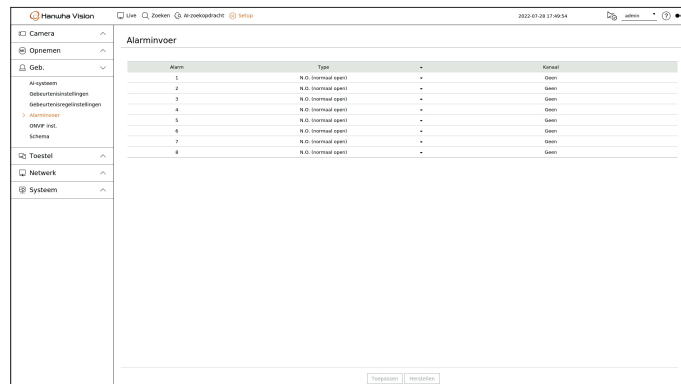 Hanwha Vision
Live Zoeken AI-zoekopdracht Setup 2022-07-28 17:49:54 admin
Camera
Opnemen
Geb.
AI-systeem
Gebeurtenisinstellingen
Gebeurtenisregelinstellingen
Alarminvoer
ONVIF inst.
Schema
Toestel
Netwerk
Systeem
Alarminvoer
Alarm Type Kanaal
1 N.O. (normaal open) Geen
2 N.O. (normaal open) Geen
3 N.O. (normaal open) Geen
4 N.O. (normaal open) Geen
5 N.O. (normaal open) Geen
6 N.O. (normaal open) Geen
7 N.O. (normaal open) Geen
8 N.O. (normaal open) Geen
Toepassen Herstellen